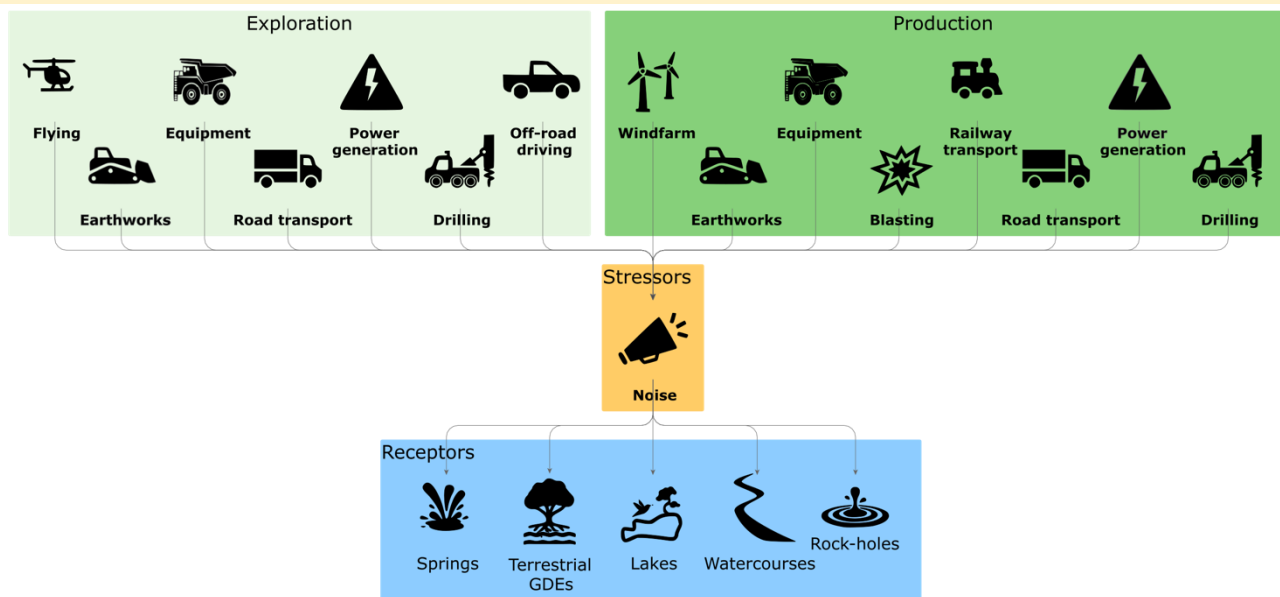 Exploration
Flying
Equipment
Power
generation
Off-road
driving
Earthworks
Road transport
Drilling
Production
Windfarm
Equipment
Railway
transport
Power
generation
Earthworks
Blasting
Road transport
Drilling
Stressors
Noise
Receptors
Springs
Terrestrial
GDEs
Lakes
Watercourses
Rock-holes